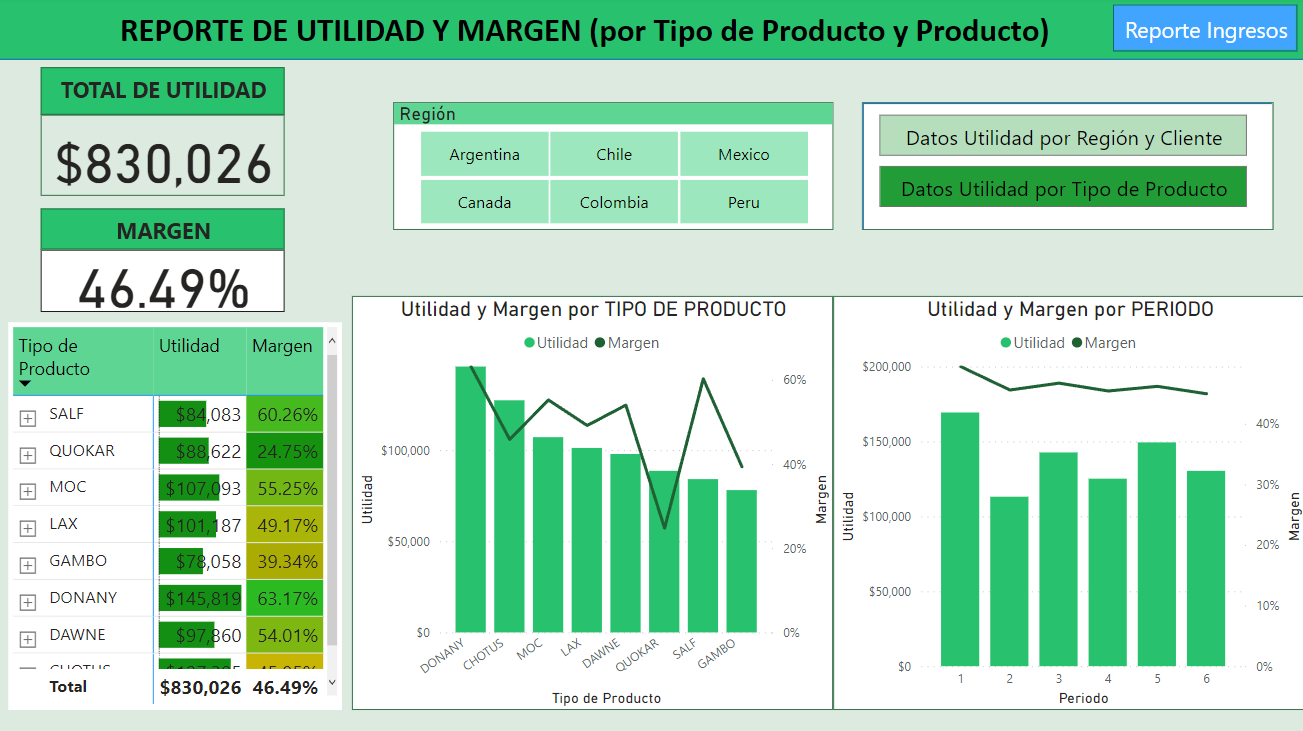 REPORTE DE UTILIDAD Y MARGEN (por Tipo de Producto y Producto)
Reporte Ingresos
TOTAL DE UTILIDAD
$830,026
MARGEN
46.49%
Región
Argentina Chile Mexico
Canada Colombia Peru
Datos Utilidad por Región y Cliente
Datos Utilidad por Tipo de Producto
Tipo de Producto Utilidad Margen
SALF $84,083 60.26%
QUOKAR $88,622 24.75%
MOC $107,093 55.25%
LAX $101,187 49.17%
GAMBO $78,058 39.34%
DONANY $145,819 63.17%
DAWNE $97,860 54.01%
CHOTUS
Total $830,026 46.49%
Utilidad y Margen por TIPO DE PRODUCTO
Utilidad Margen
$100,000
$50,000
$0
Utilidad
60%
40%
20%
0%
Margen
DONANY CHOTUS MOC LAX DAWNE QUOKAR SALF GAMBO
Tipo de Producto
Utilidad y Margen por PERIODO
Utilidad Margen
$200,000
$150,000
$100,000
$50,000
$0
Utilidad
40%
30%
20%
10%
0%
Margen
1 2 3 4 5 6
Periodo